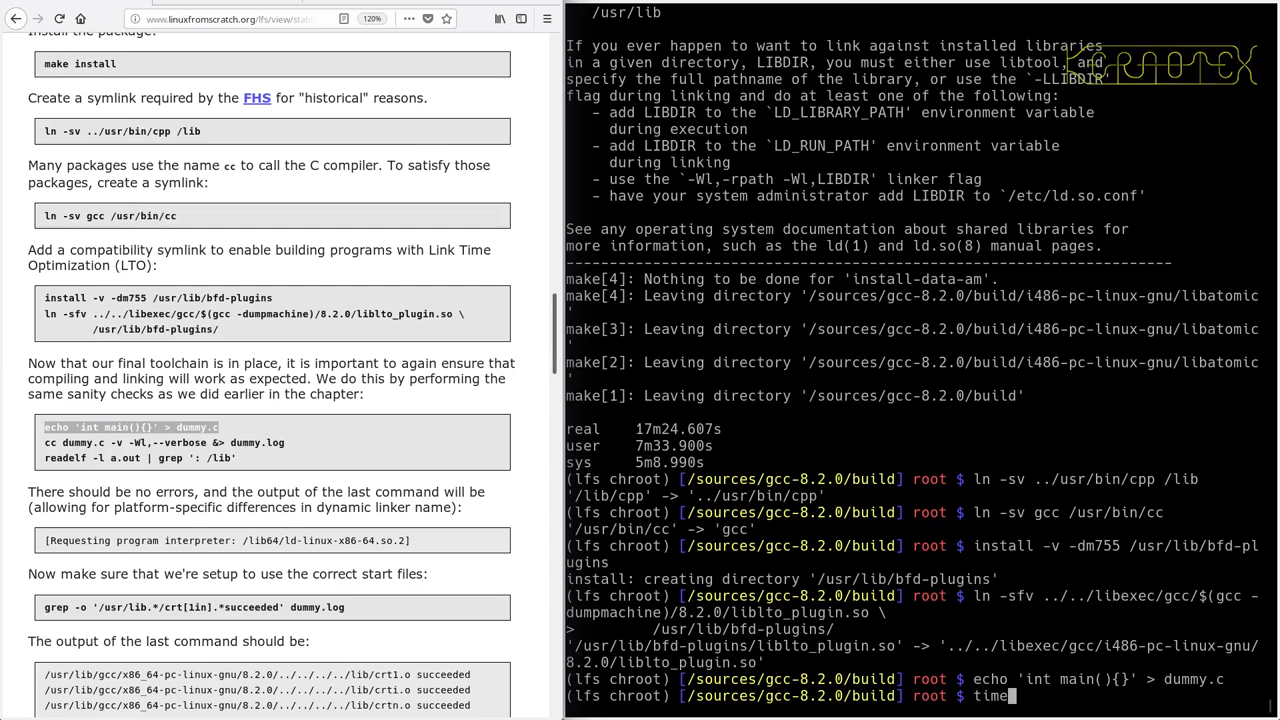 www.linuxfromscratch.org/lfs/view/stab
120%
Install the package:
make install
Create a symlink required by the FHS for "historical" reasons.
ln -sv ../usr/bin/cpp /lib
Many packages use the name cc to call the C compiler. To satisfy those
packages, create a symlink:
ln -sv gcc /usr/bin/cc
Add a compatibility symlink to enable building programs with Link Time
Optimization (LTO):
install -v -dm755 /usr/lib/bfd-plugins
ln -sfv ../../libexec/gcc/$(gcc -dumpmachine)/8.2.0/liblto_plugin.so \
/usr/lib/bfd-plugins/
Now that our final toolchain is in place, it is important to again ensure that
compiling and linking will work as expected. We do this by performing the
same sanity checks as we did earlier in the chapter:
echo 'int main(){}' > dummy.c
cc dummy.c -v -Wl,--verbose &> dummy.log
readelf -l a.out | grep ': /lib'
There should be no errors, and the output of the last command will be
(allowing for platform-specific differences in dynamic linker name):
[Requesting program interpreter: /lib64/ld-linux-x86-64.so.2]
Now make sure that we're setup to use the correct start files:
grep -o '/usr/lib.*/crt[1in].*succeeded' dummy.log
The output of the last command should be:
/usr/lib/gcc/x86_64-pc-linux-gnu/8.2.0/../../../../lib/crt1.o succeeded
/usr/lib/gcc/x86_64-pc-linux-gnu/8.2.0/../../../../lib/crti.o succeeded
/usr/lib/gcc/x86_64-pc-linux-gnu/8.2.0/../../../../lib/crtn.o succeeded
/usr/lib
If you ever happen to want to link against installed libraries
in a given directory, LIBDIR, you must either use libtool, and
specify the full pathname of the library, or use the `-LLIBDIR'
flag during linking and do at least one of the following:
- add LIBDIR to the `LD_LIBRARY_PATH' environment variable
during execution
- add LIBDIR to the `LD_RUN_PATH' environment variable
during linking
- use the `-Wl,-rpath -Wl,LIBDIR' linker flag
- have your system administrator add LIBDIR to `/etc/ld.so.conf'
See any operating system documentation about shared libraries for
more information, such as the ld(1) and ld.so(8) manual pages.
----------------------------------------------------------------------
make[4]: Nothing to be done for 'install-data-am'.
make[4]: Leaving directory '/sources/gcc-8.2.0/build/i486-pc-linux-gnu/libatomic
'
make[3]: Leaving directory '/sources/gcc-8.2.0/build/i486-pc-linux-gnu/libatomic
'
make[2]: Leaving directory '/sources/gcc-8.2.0/build/i486-pc-linux-gnu/libatomic
'
make[1]: Leaving directory '/sources/gcc-8.2.0/build'
real 17m24.607s
user 7m33.900s
sys 5m8.990s
(lfs chroot) [/sources/gcc-8.2.0/build] root $ ln -sv ../usr/bin/cpp /lib
'/lib/cpp' -> '../usr/bin/cpp'
(lfs chroot) [/sources/gcc-8.2.0/build] root $ ln -sv gcc /usr/bin/cc
'/usr/bin/cc' -> 'gcc'
(lfs chroot) [/sources/gcc-8.2.0/build] root $ install -v -dm755 /usr/lib/bfd-pl
ugins
install: creating directory '/usr/lib/bfd-plugins'
(lfs chroot) [/sources/gcc-8.2.0/build] root $ ln -sfv ../../libexec/gcc/$(gcc -
dumpmachine)/8.2.0/liblto_plugin.so \
> /usr/lib/bfd-plugins/
'/usr/lib/bfd-plugins/liblto_plugin.so' -> '../../libexec/gcc/i486-pc-linux-gnu/
8.2.0/liblto_plugin.so'
(lfs chroot) [/sources/gcc-8.2.0/build] root $ echo 'int main(){}' > dummy.c
(lfs chroot) [/sources/gcc-8.2.0/build] root $ time